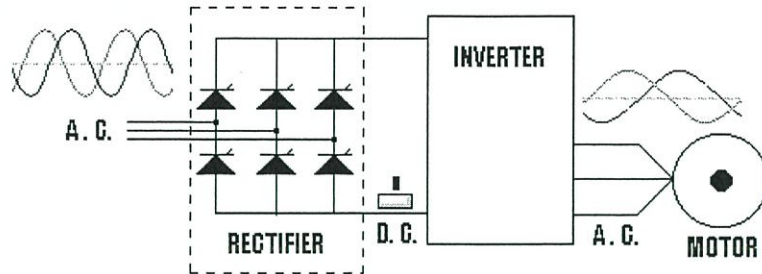 INVERTER
A. C.
RECTIFIER
D. C.
A. C.
MOTOR